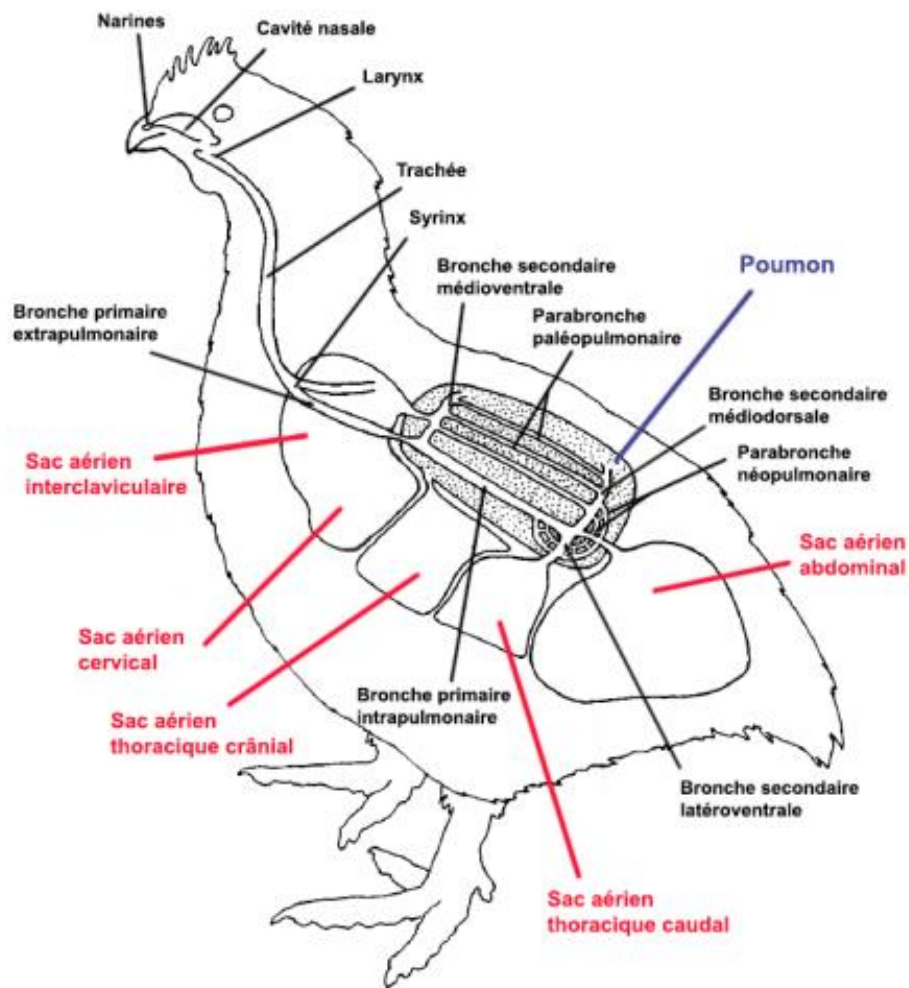 Narines
Cavité nasale
Larynx
Trachée
Syrinx
Bronche secondaire
médioventrale
Poumon
Bronche primaire
extrapulmonaire
Parabronche
paléopulmonaire
Bronche secondaire
médiodorsale
Sac aérien
interclaviculaire
Parabronche
néopulmonaire
Sac aérien
abdominal
Sac aérien
cervical
Bronche primaire
intrapulmonaire
Sac aérien
thoracique crânial
Bronche secondaire
latéroventrale
Sac aérien
thoracique caudal